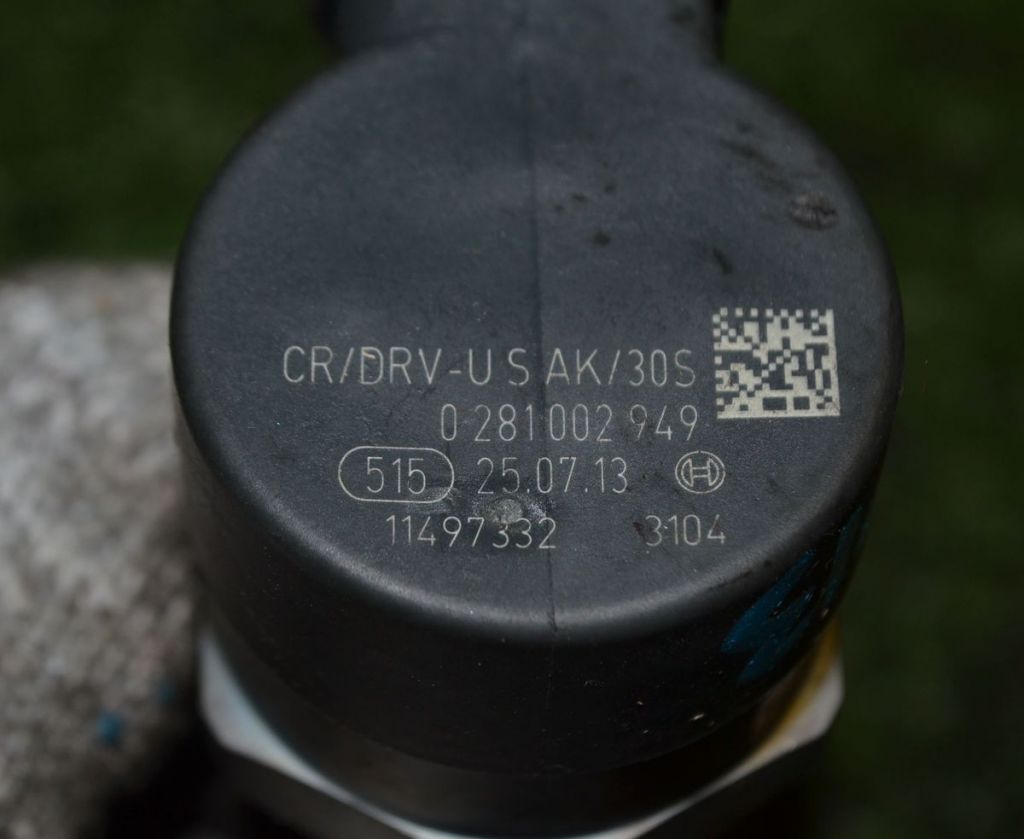 CR/DRV-U S AK/30S
0 281 002 949
515 25.07.13
11497332 3104